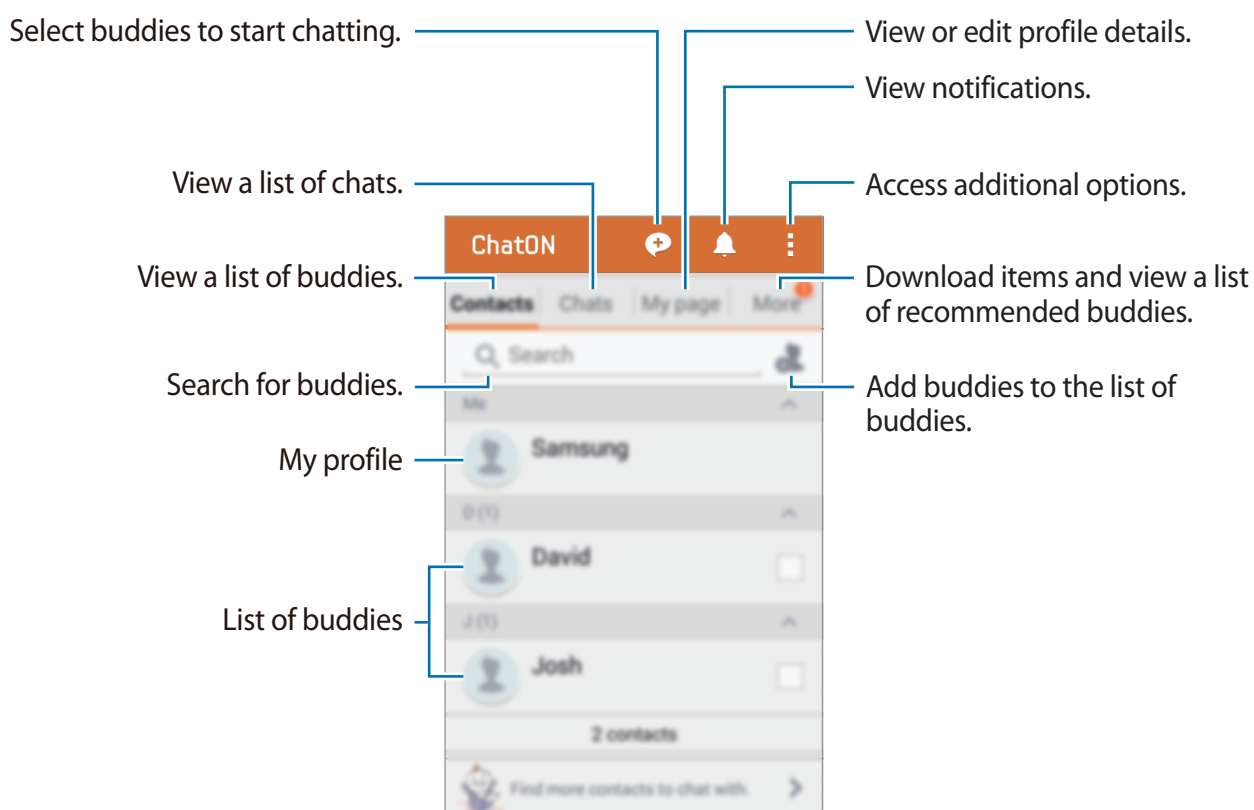 Select buddies to start chatting.
View or edit profile details.
View notifications.
View a list of chats.
Access additional options.
ChatON
View a list of buddies.
Download items and view a list
of recommended buddies.
Contacts
Chats
My page
More
Search
Search for buddies.
Add buddies to the list of
buddies.
Me
My profile
Samsung
D (1)
David
List of buddies
J (1)
Josh
2 contacts
Find more contacts to chat with.